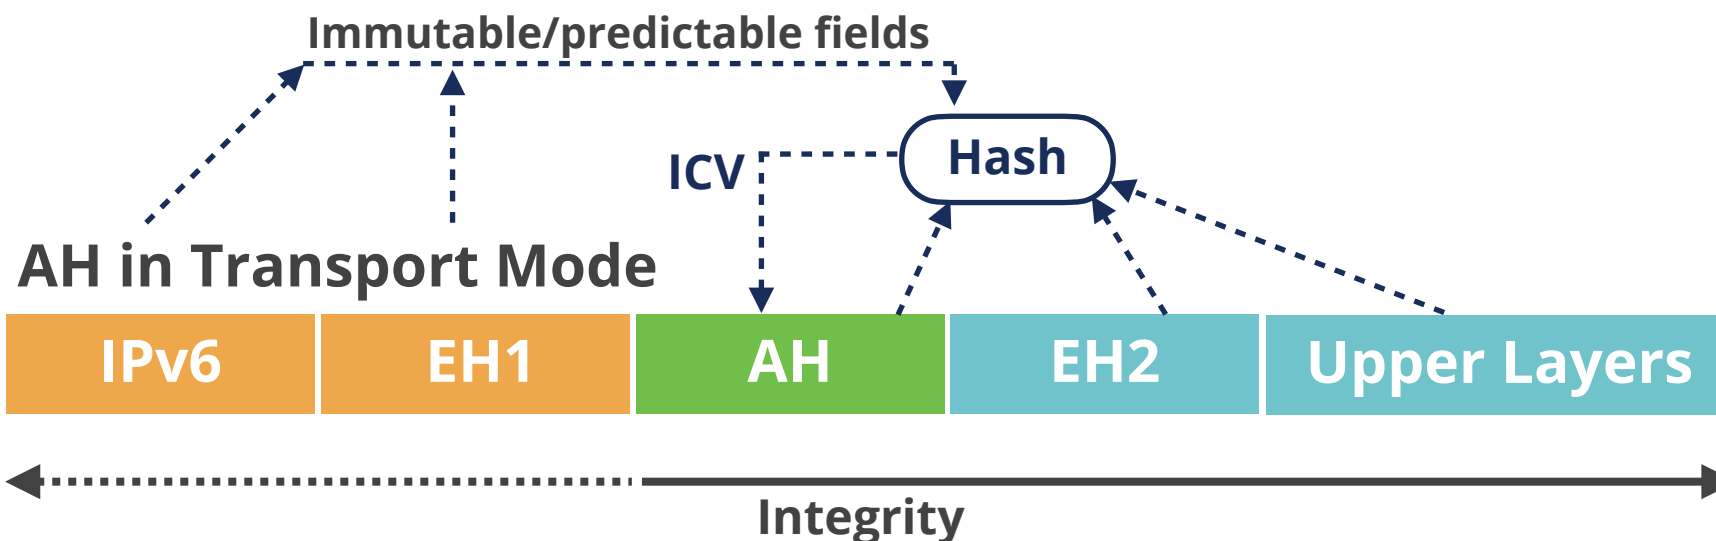 Immutable/predictable fields
Hash
ICV
AH in Transport Mode
IPv6 EH1 AH EH2 Upper Layers
Integrity